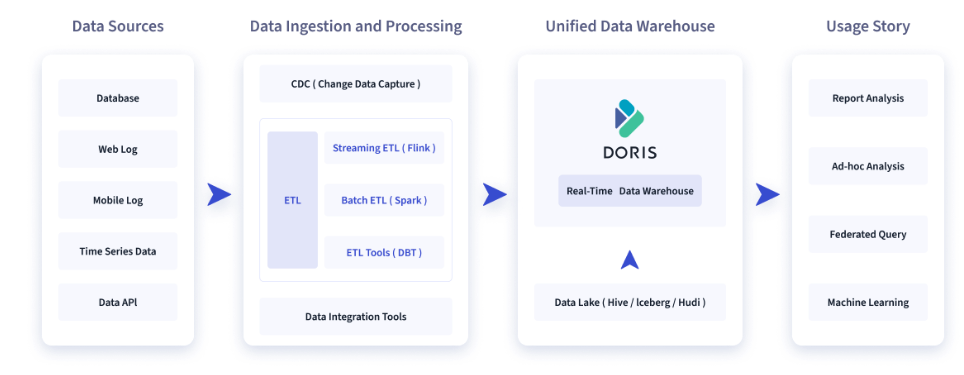 Data Sources
Database
Web Log
Mobile Log
Time Series Data
Data API
Data Ingestion and Processing
CDC ( Change Data Capture )
ETL
Streaming ETL ( Flink )
Batch ETL ( Spark )
ETL Tools ( DBT )
Data Integration Tools
Unified Data Warehouse
DORIS
Real-Time Data Warehouse
Data Lake ( Hive / Iceberg / Hudi )
Usage Story
Report Analysis
Ad-hoc Analysis
Federated Query
Machine Learning